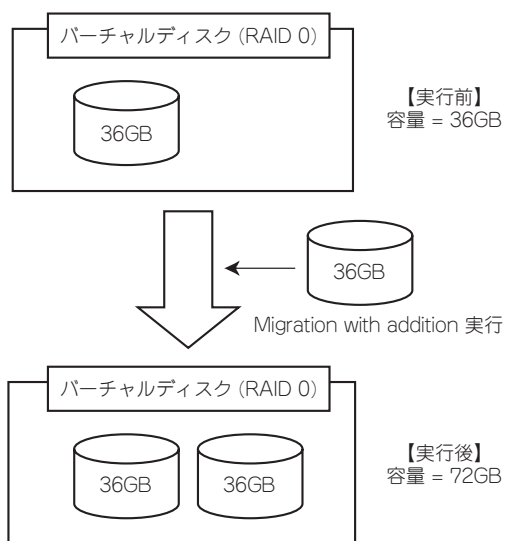 バーチャルディスク (RAID 0)
36GB
【実行前】
容量 = 36GB
36GB
Migration with addition 実行
バーチャルディスク (RAID 0)
36GB
36GB
【実行後】
容量 = 72GB